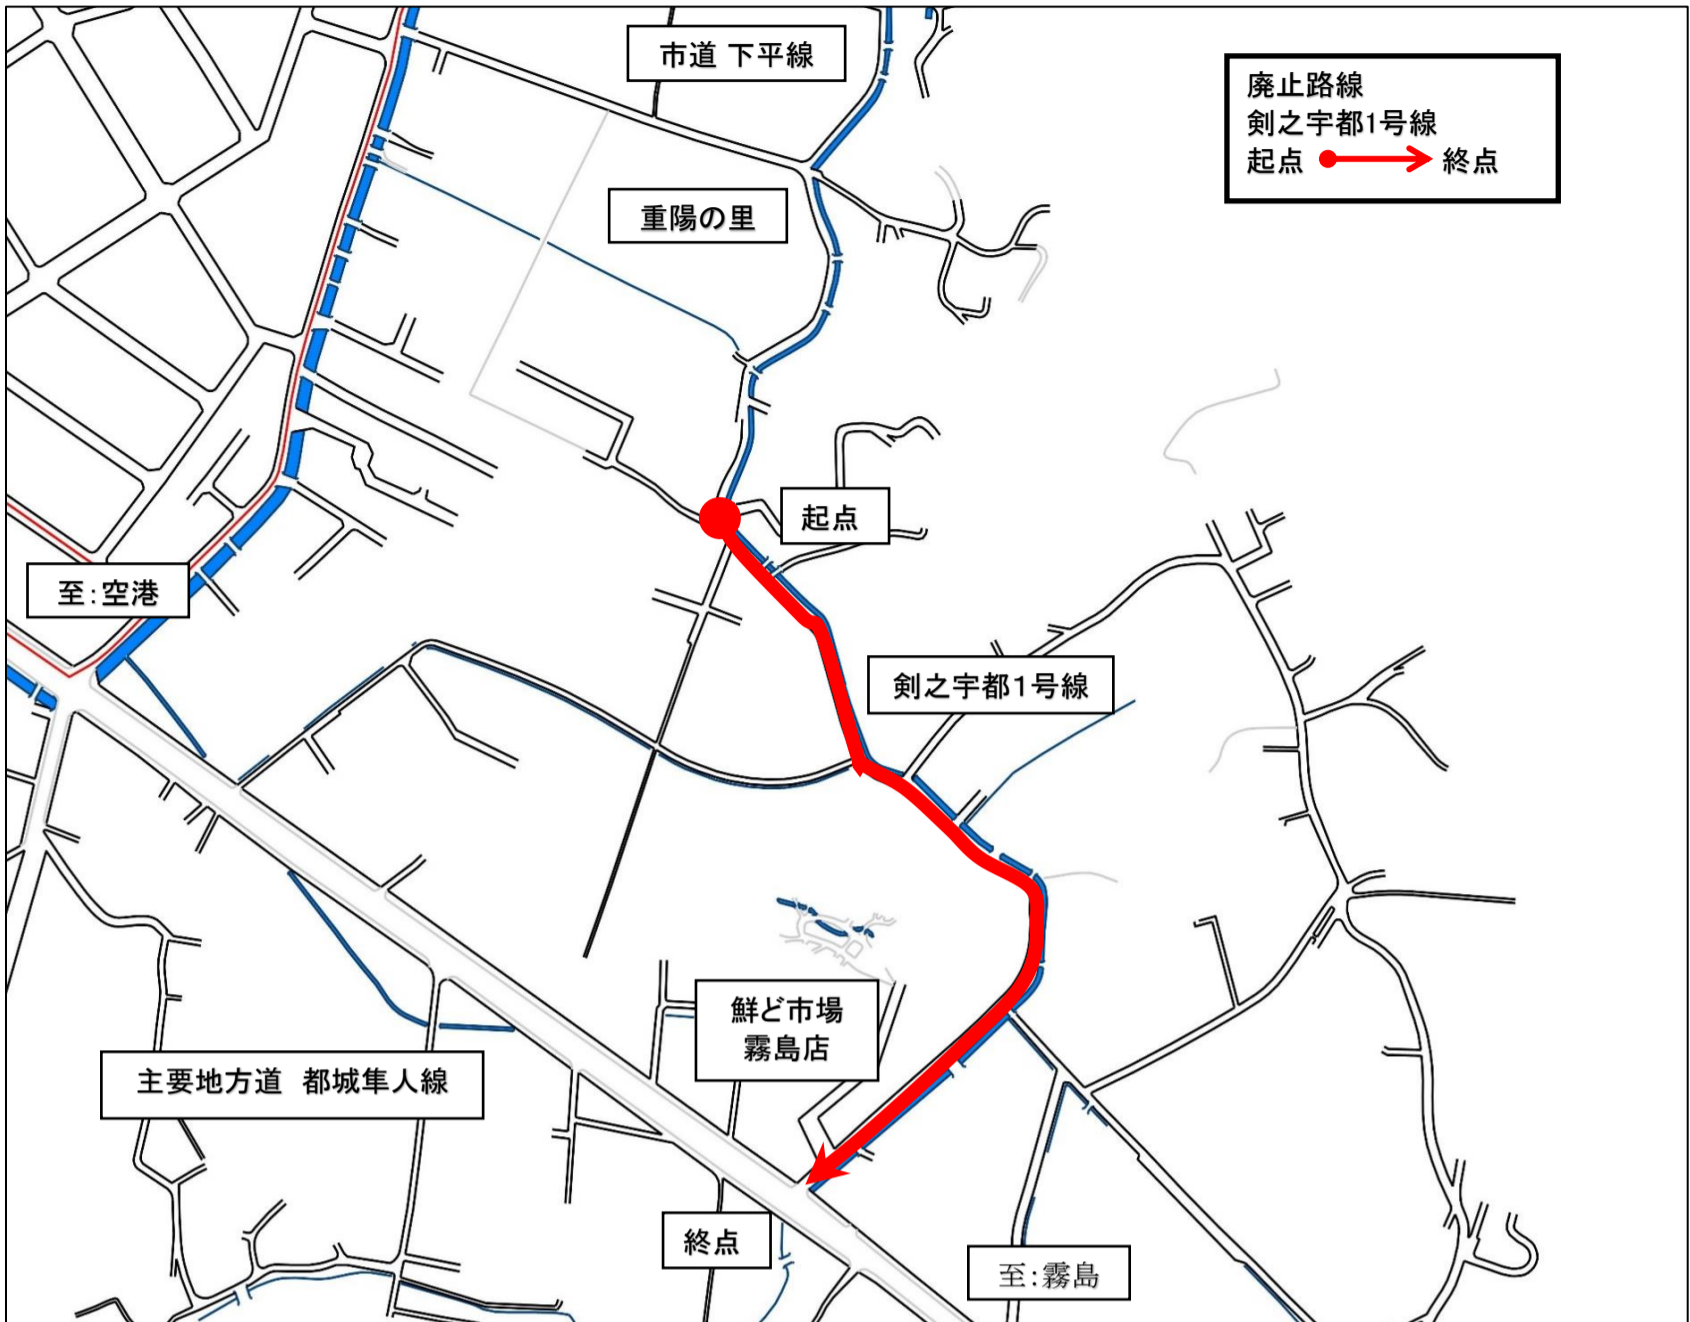 市道 下平線
廃止路線
剣之宇都1号線
起点 終点
重陽の里
起点
至:空港
剣之宇都1号線
鮮ど市場
霧島店
主要地方道 都城隼人線
終点
至:霧島